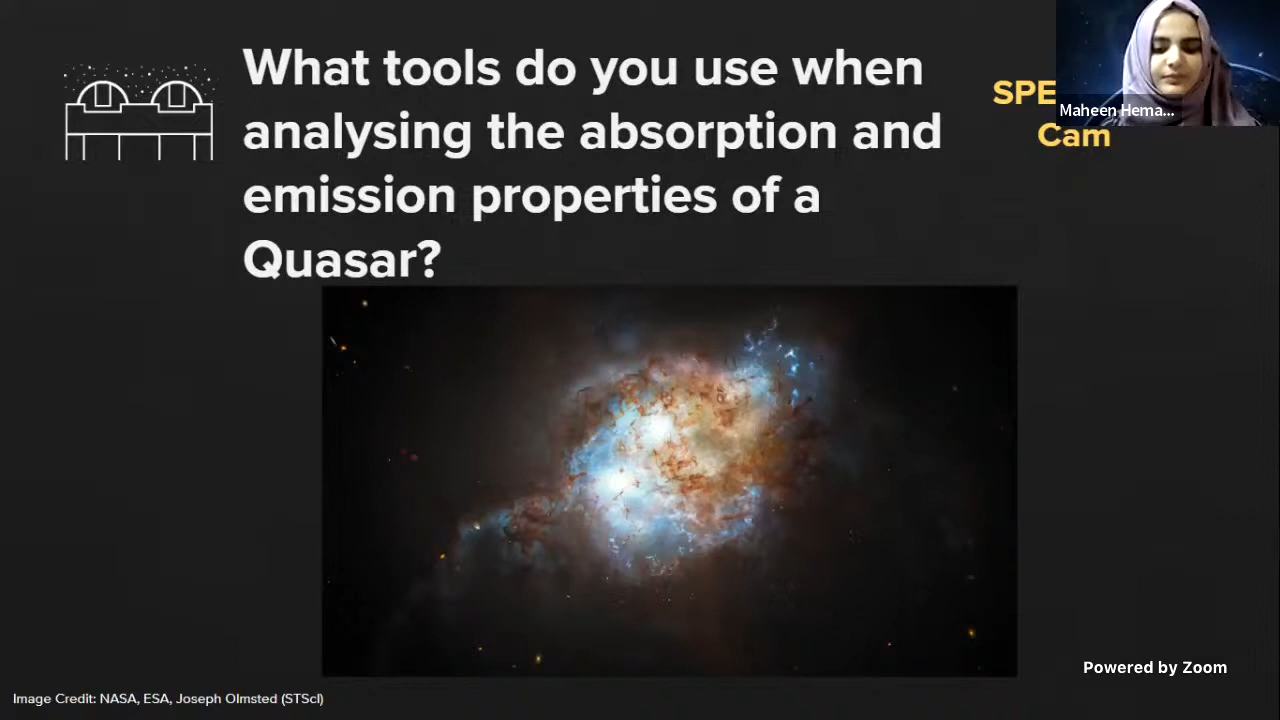 What tools do you use when
analysing the absorption and
emission properties of a
Quasar?
SPE
Cam
Maheen Hema...
Powered by Zoom
Image Credit: NASA, ESA, Joseph Olmsted (STScI)